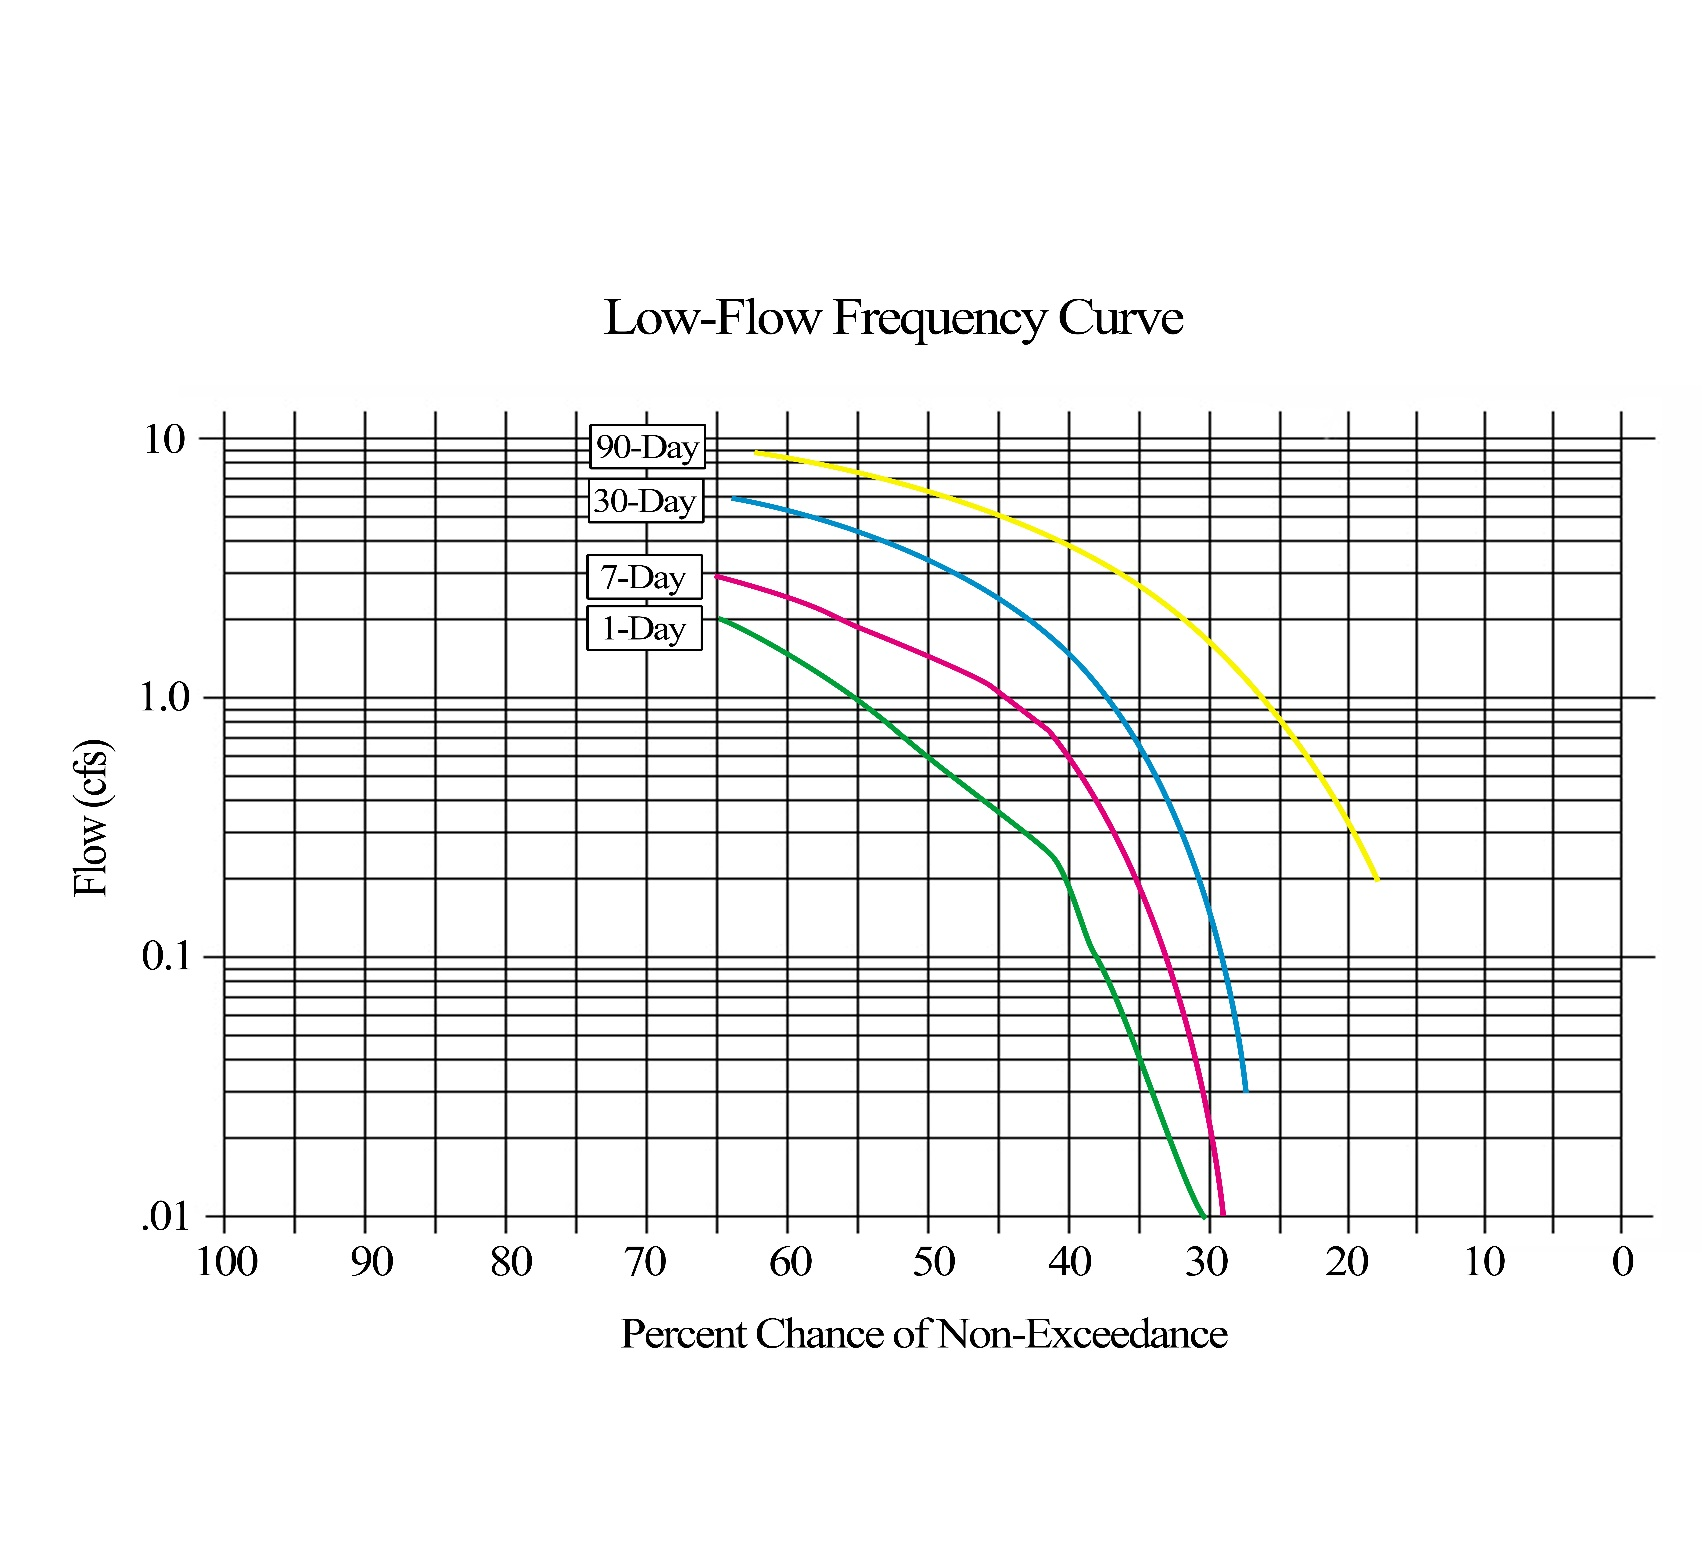 Low-Flow Frequency Curve
10
90-Day
30-Day
7-Day
1-Day
1.0
Flow (cfs)
0.1
.01
100 90 80 70 60 50 40 30 20 10 0
Percent Chance of Non-Exceedance